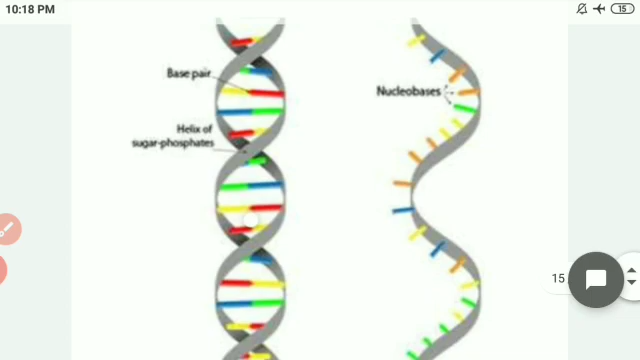 10:18 PM
15
Base pair
Nucleobases
Helix of
sugar-phosphates
15